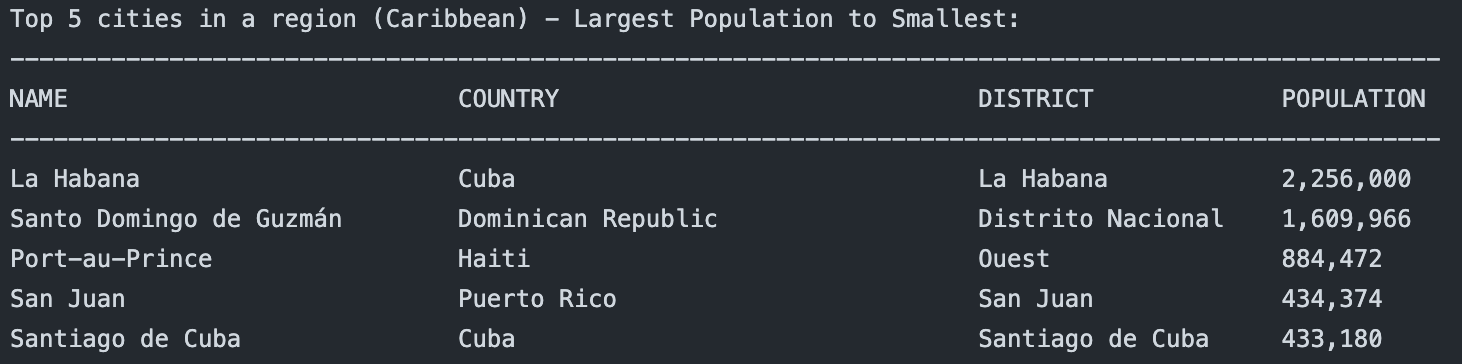 Top 5 cities in a region (Caribbean) - Largest Population to Smallest:
----------------------------------------------------------------------------------------------------
NAME COUNTRY DISTRICT POPULATION
----------------------------------------------------------------------------------------------------
La Habana Cuba La Habana 2,256,000
Santo Domingo de Guzmán Dominican Republic Distrito Nacional 1,609,966
Port-au-Prince Haiti Ouest 884,472
San Juan Puerto Rico San Juan 434,374
Santiago de Cuba Cuba Santiago de Cuba 433,180